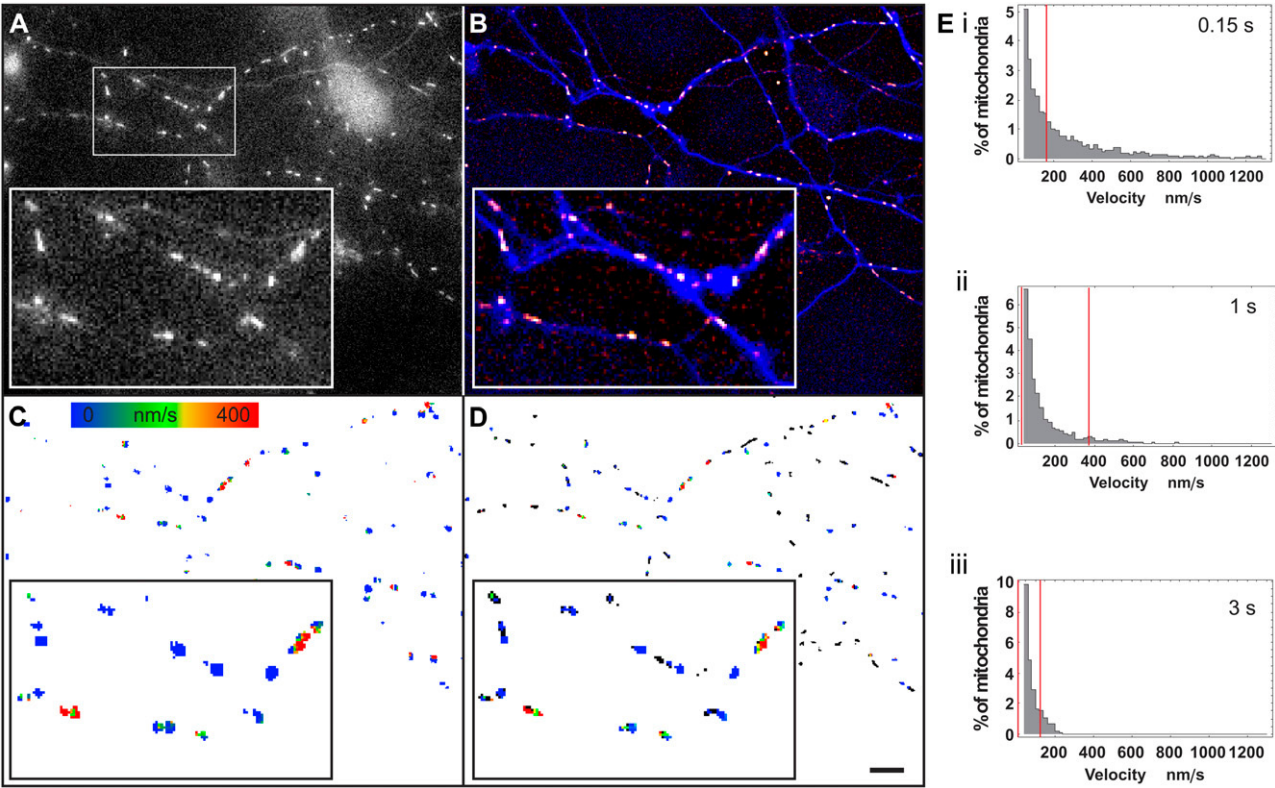 A
B
C
0 nm/s 400
D
E i
0.15 s
5
4
3
2
1
0
% of mitochondria
200 400 600 800 1000 1200
Velocity nm/s
ii
1 s
6
5
4
3
2
1
0
% of mitochondria
200 400 600 800 1000 1200
Velocity nm/s
iii
3 s
10
8
6
4
2
0
% of mitochondria
200 400 600 800 1000 1200
Velocity nm/s